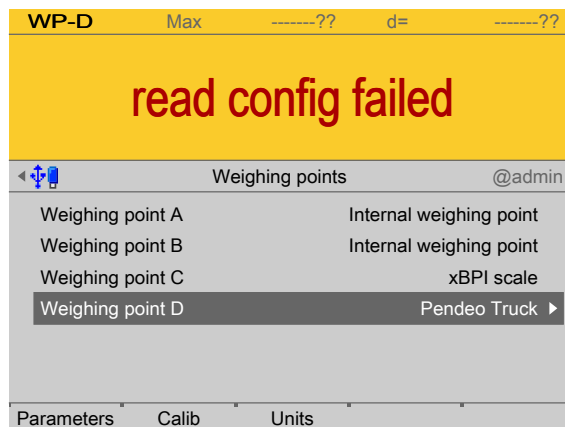 WP-D Max -------?? d= -------??
read config failed
Weighing points @admin
Weighing point A Internal weighing point
Weighing point B Internal weighing point
Weighing point C xBPI scale
Weighing point D Pendeo Truck
Parameters Calib Units